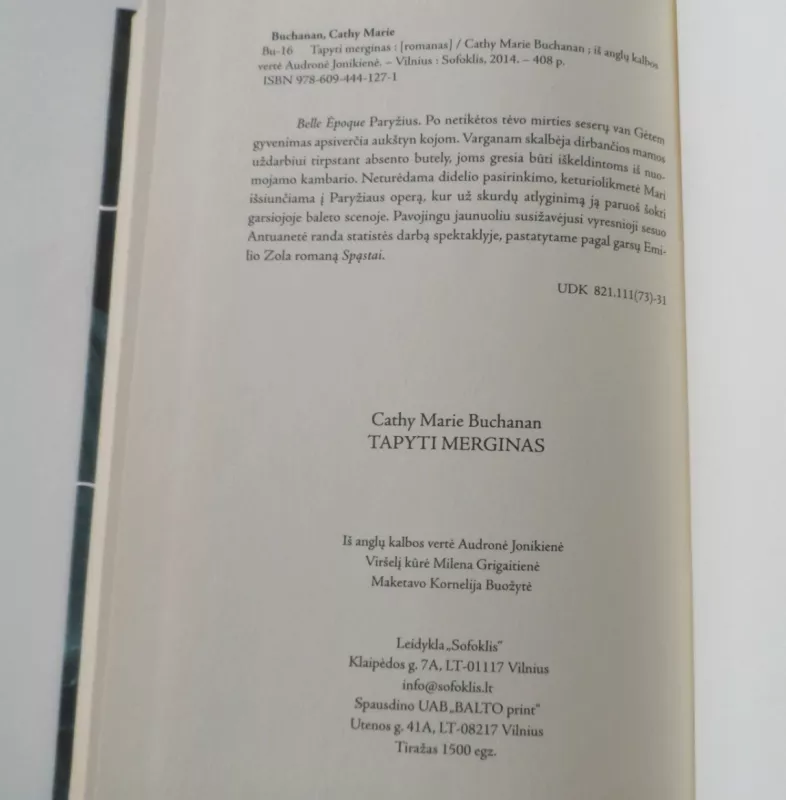 Buchanan, Cathy Marie
Bu-16 Tapyti merginas : [romanas] / Cathy Marie Buchanan ; iš anglų kalbos
vertė Audronė Jonikienė. – Vilnius : Sofoklis, 2014. – 408 p.
ISBN 978-609-444-127-1
Belle Epoque Paryžius. Po netikėtos tėvo mirties seserų van Gėtem
gyvenimas apsiverčia aukštyn kojom. Varganam skalbėja dirbančios mamos
uždarbiui tirpstant absento butely, joms gresia būti iškeldintoms iš nuo-
mojamo kambario. Neturėdama didelio pasirinkimo, keturiolikmetė Mari
išsiunčiama į Paryžiaus operą, kur už skurdų atlyginimą ją paruoš šokti
garsiojoje baleto scenoje. Pavojingu jaunuoliu susižavėjusi vyresnioji sesuo
Antuanetė randa statistės darbą spektaklyje, pastatytame pagal garsų Emi-
lio Zola romaną Spąstai.
UDK 821.111(73)-31
Cathy Marie Buchanan
TAPYTI MERGINAS
Iš anglų kalbos vertė Audronė Jonikienė
Viršelį kūrė Milena Grigaitienė
Maketavo Kornelija Buožytė
Leidykla „Sofoklis"
Klaipėdos g. 7A, LT-01117 Vilnius
info@sofoklis.lt
Spausdino UAB „BALTO print"
Utenos g. 41A, LT-08217 Vilnius
Tiražas 1500 egz.